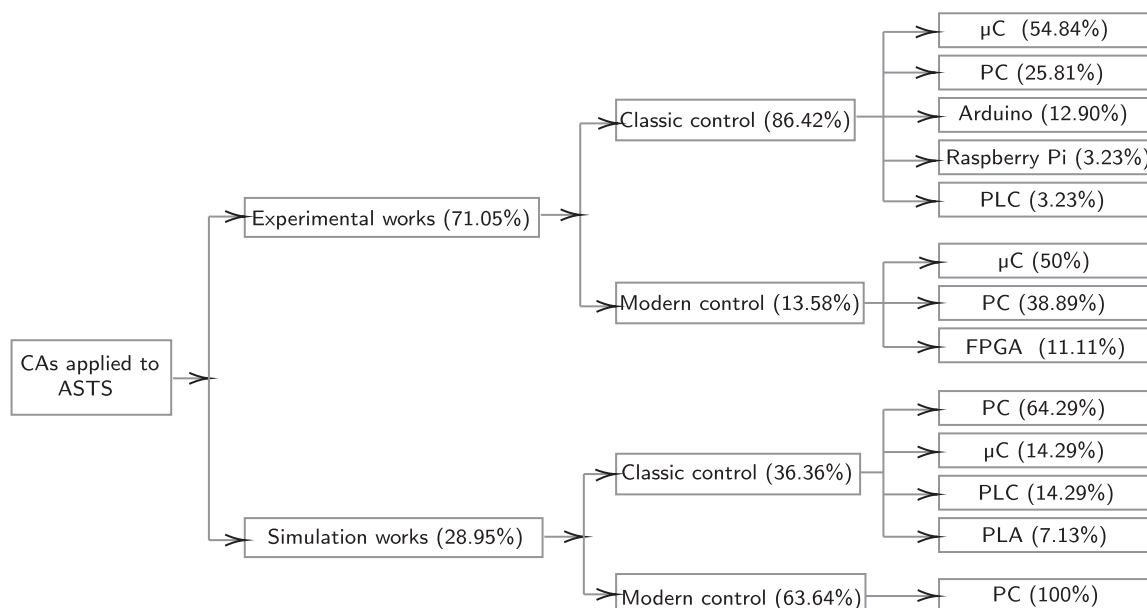 µC (54.84%)
PC (25.81%)
Classic control (86.42%)
Arduino (12.90%)
Raspberry Pi (3.23%)
PLC (3.23%)
Experimental works (71.05%)
µC (50%)
Modern control (13.58%)
PC (38.89%)
FPGA (11.11%)
CAs applied to
ASTS
PC (64.29%)
Classic control (36.36%)
µC (14.29%)
PLC (14.29%)
Simulation works (28.95%)
PLA (7.13%)
Modern control (63.64%)
PC (100%)